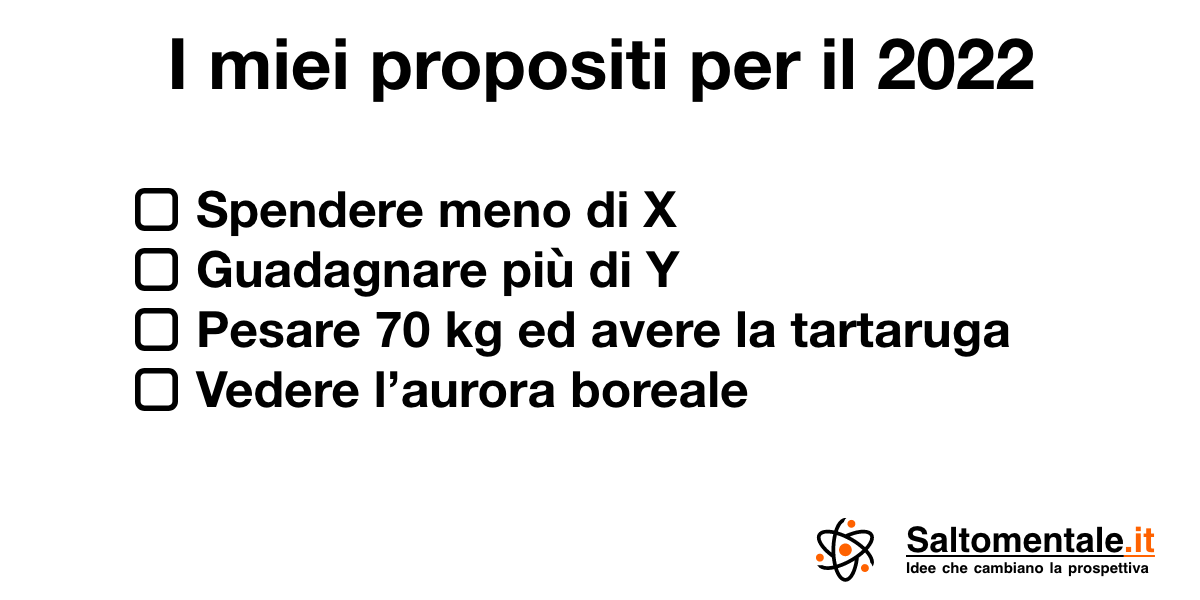 I miei propositi per il 2022
Spendere meno di X
Guadagnare più di Y
Pesare 70 kg ed avere la tartaruga
Vedere l’aurora boreale
Saltomentale.it
Idee che cambiano la prospettiva